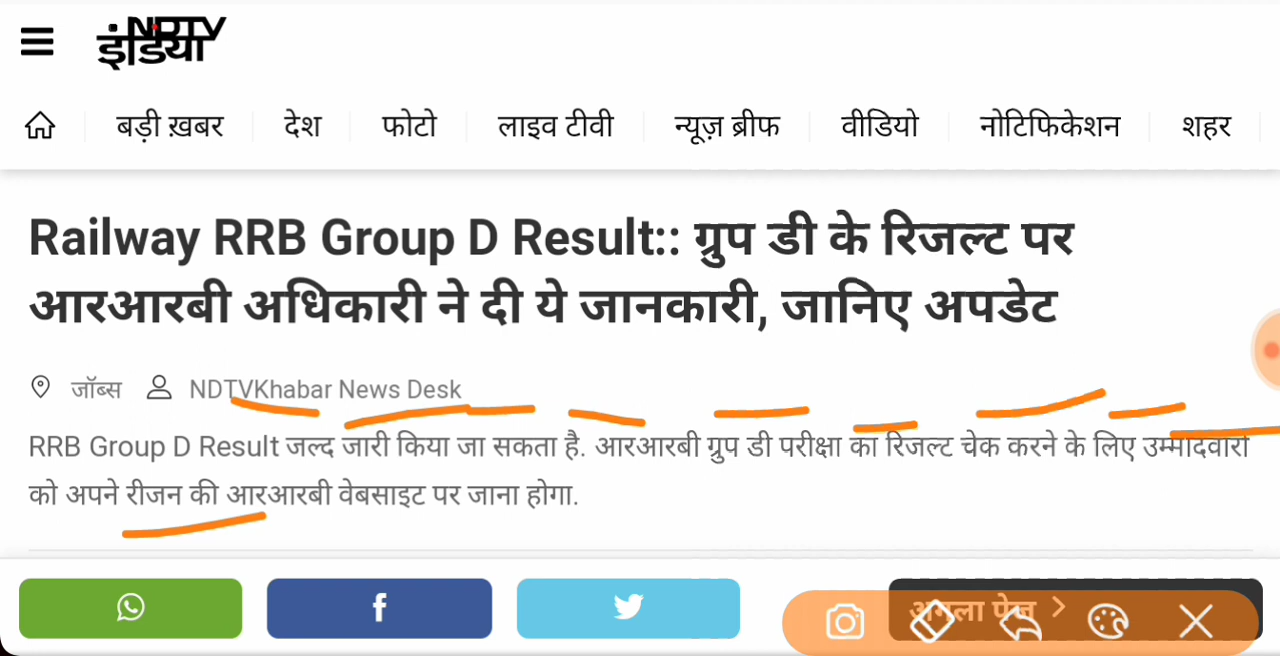 NDTV
इंडिया
बड़ी ख़बर देश फोटो लाइव टीवी न्यूज़ ब्रीफ वीडियो नोटिफिकेशन शहर
Railway RRB Group D Result:: ग्रुप डी के रिजल्ट पर
आरआरबी अधिकारी ने दी ये जानकारी, जानिए अपडेट
जॉब्स NDTVKhabar News Desk
RRB Group D Result जल्द जारी किया जा सकता है. आरआरबी ग्रुप डी परीक्षा का रिजल्ट चेक करने के लिए उम्मीदवारों
को अपने रीजन की आरआरबी वेबसाइट पर जाना होगा.
अगला पेज